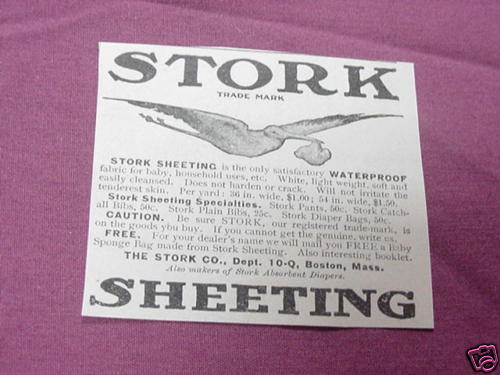 STORK
TRADE MARK
STORK SHEETING is the only satisfactory WATERPROOF
fabric for baby, household uses, etc. White, light weight, soft and
easily cleansed. Does not harden or crack. Will not irritate the
tenderest skin. Per yard: 36 in. wide, $1.00; 54 in. wide, $1.50.
Stork Sheeting Specialties. Stork Pants, 50c. Stork Catch-
all Bibs, 50c. Stork Plain Bibs, 25c. Stork Diaper Bags, 50c.
CAUTION. Be sure STORK, our registered trade-mark, is
on the goods you buy. If you cannot get the genuine, write us.
FREE. For your dealer's name we will mail you FREE a Baby
Sponge Bag made from Stork Sheeting. Also interesting booklet.
THE STORK CO., Dept. 10-Q, Boston, Mass.
Also makers of Stork Absorbent Diapers.
SHEETING